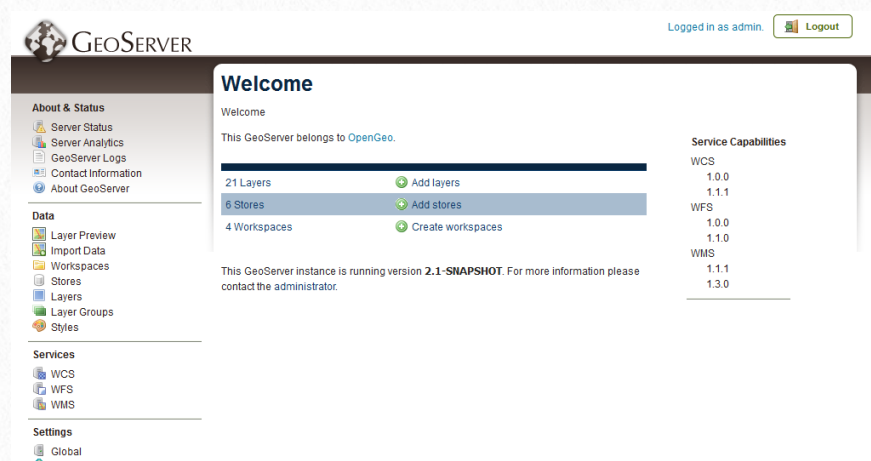 GEOSERVER
Logged in as admin.
Logout
About & Status
Server Status
Server Analytics
GeoServer Logs
Contact Information
About GeoServer
Data
Layer Preview
Import Data
Workspaces
Stores
Layers
Layer Groups
Styles
Services
WCS
WFS
WMS
Settings
Global
Welcome
Welcome
This GeoServer belongs to OpenGeo.
21 Layers Add layers
6 Stores Add stores
4 Workspaces Create workspaces
This GeoServer instance is running version 2.1-SNAPSHOT. For more information please
contact the administrator.
Service Capabilities
WCS
1.0.0
1.1.1
WFS
1.0.0
1.1.0
WMS
1.1.1
1.3.0